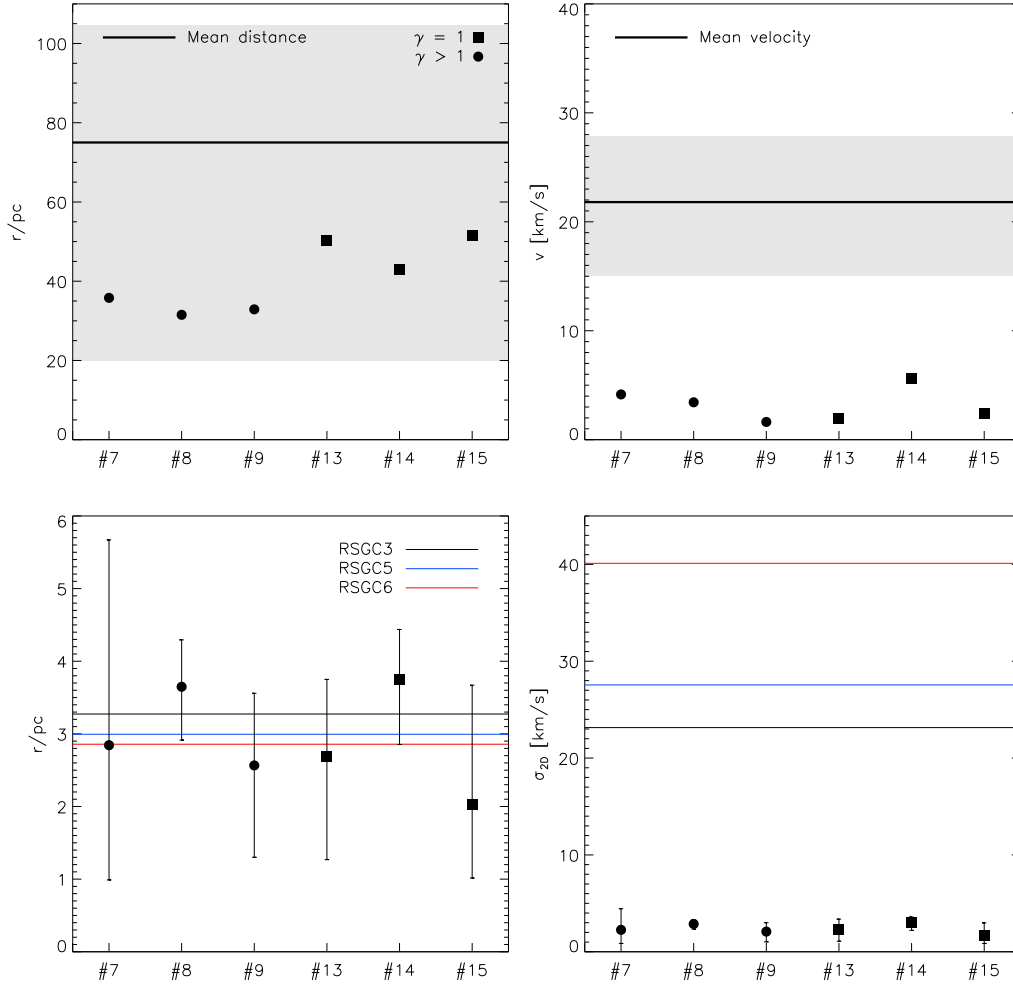 Mean distance
γ = 1
γ > 1
r/pc
0
20
40
60
80
100
#7 #8 #9 #13 #14 #15
Mean velocity
v [km/s]
0
10
20
30
40
#7 #8 #9 #13 #14 #15
RSGC3
RSGC5
RSGC6
r/pc
0
1
2
3
4
5
6
#7 #8 #9 #13 #14 #15
σ2D [km/s]
0
10
20
30
40
#7 #8 #9 #13 #14 #15